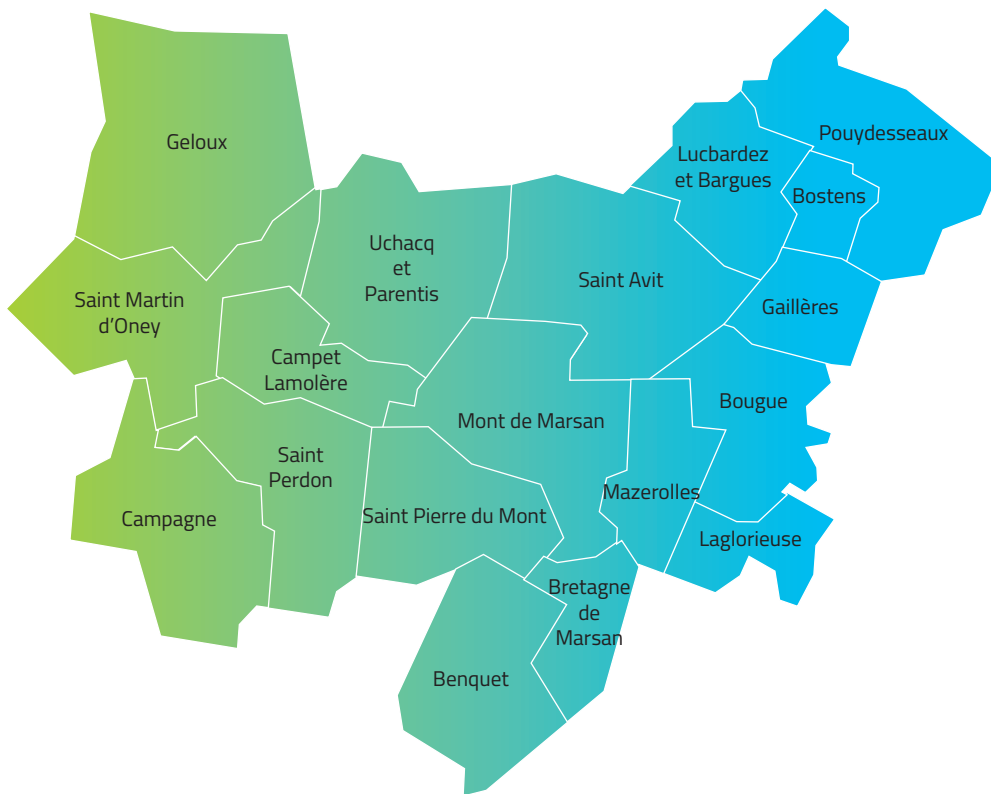 Geloux
Pouydesseaux
Lucbardez
et Bargues
Bostens
Uchacq
et
Parentis
Saint Avit
Saint Martin
d'Oney
Gaillères
Campet
Lamolère
Bougue
Mont de Marsan
Saint
Perdon
Mazerolles
Campagne
Saint Pierre du Mont
Laglorieuse
Bretagne
de
Marsan
Benquet